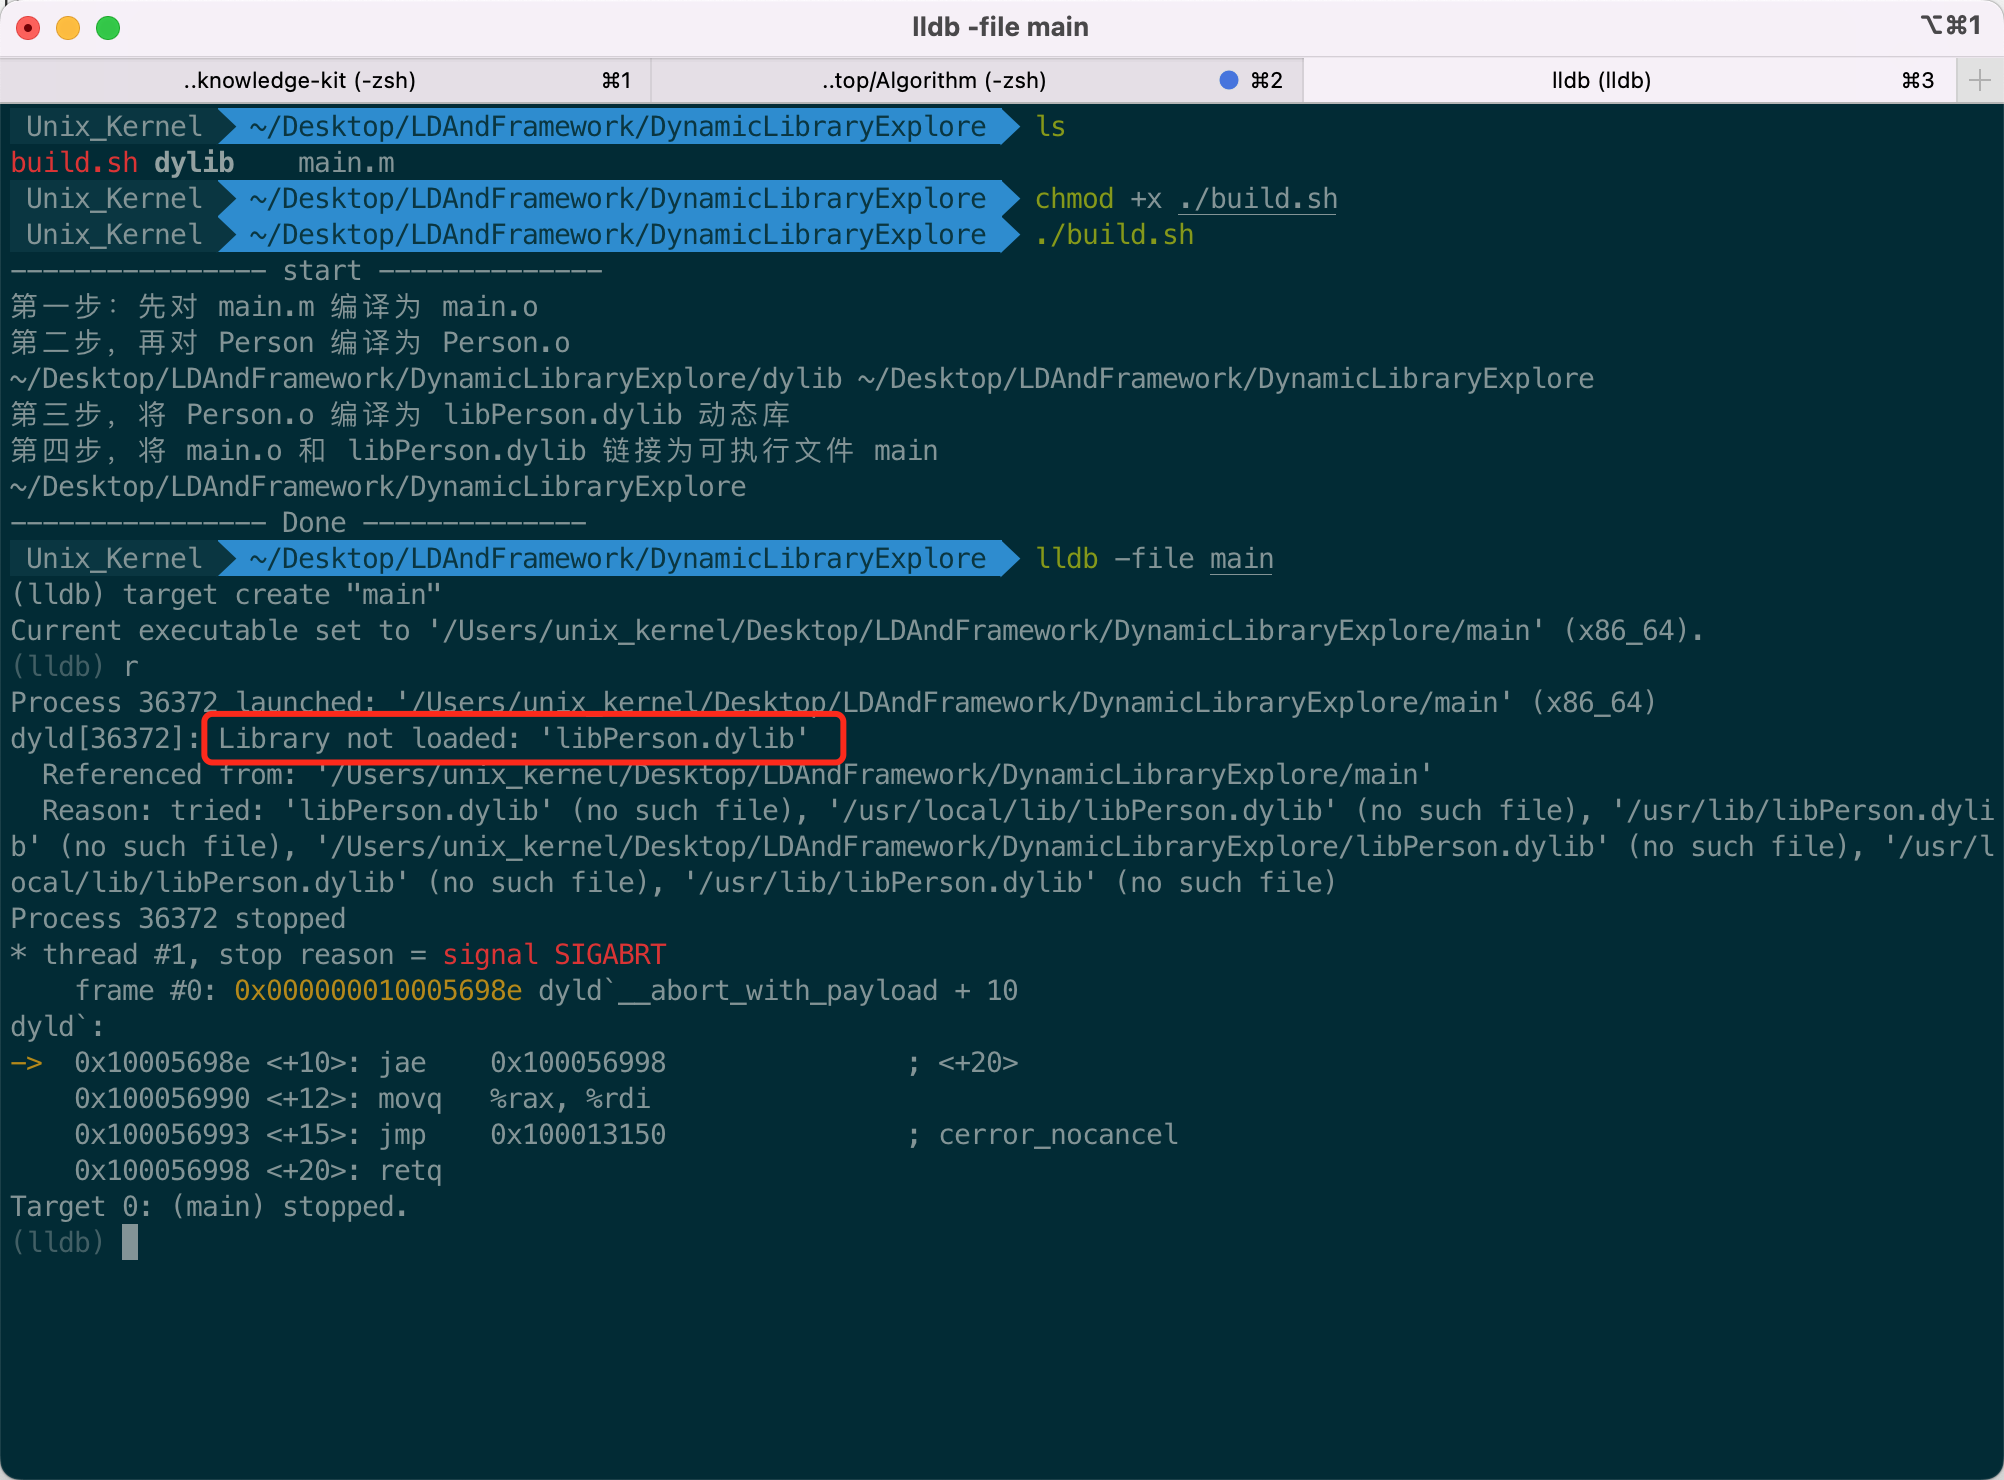 lldb -file main
⌥⌘1
..knowledge-kit (-zsh) ⌘1 ..top/Algorithm (-zsh) ⌘2 lldb (lldb) ⌘3 +
Unix_Kernel ~/Desktop/LDAndFramework/DynamicLibraryExplore ls
build.sh dylib main.m
Unix_Kernel ~/Desktop/LDAndFramework/DynamicLibraryExplore chmod +x ./build.sh
Unix_Kernel ~/Desktop/LDAndFramework/DynamicLibraryExplore ./build.sh
---------------- start --------------
第一步：先对 main.m 编译为 main.o
第二步，再对 Person 编译为 Person.o
~/Desktop/LDAndFramework/DynamicLibraryExplore/dylib ~/Desktop/LDAndFramework/DynamicLibraryExplore
第三步，将 Person.o 编译为 libPerson.dylib 动态库
第四步，将 main.o 和 libPerson.dylib 链接为可执行文件 main
~/Desktop/LDAndFramework/DynamicLibraryExplore
---------------- Done --------------
Unix_Kernel ~/Desktop/LDAndFramework/DynamicLibraryExplore lldb -file main
(lldb) target create "main"
Current executable set to '/Users/unix_kernel/Desktop/LDAndFramework/DynamicLibraryExplore/main' (x86_64).
(lldb) r
Process 36372 launched: '/Users/unix_kernel/Desktop/LDAndFramework/DynamicLibraryExplore/main' (x86_64)
dyld[36372]: Library not loaded: 'libPerson.dylib'
  Referenced from: '/Users/unix_kernel/Desktop/LDAndFramework/DynamicLibraryExplore/main'
  Reason: tried: 'libPerson.dylib' (no such file), '/usr/local/lib/libPerson.dylib' (no such file), '/usr/lib/libPerson.dyli
b' (no such file), '/Users/unix_kernel/Desktop/LDAndFramework/DynamicLibraryExplore/libPerson.dylib' (no such file), '/usr/l
ocal/lib/libPerson.dylib' (no such file), '/usr/lib/libPerson.dylib' (no such file)
Process 36372 stopped
* thread #1, stop reason = signal SIGABRT
    frame #0: 0x000000010005698e dyld`__abort_with_payload + 10
dyld`:
->  0x10005698e <+10>: jae    0x100056998               ; <+20>
    0x100056990 <+12>: movq   %rax, %rdi
    0x100056993 <+15>: jmp    0x100013150               ; cerror_nocancel
    0x100056998 <+20>: retq
Target 0: (main) stopped.
(lldb)